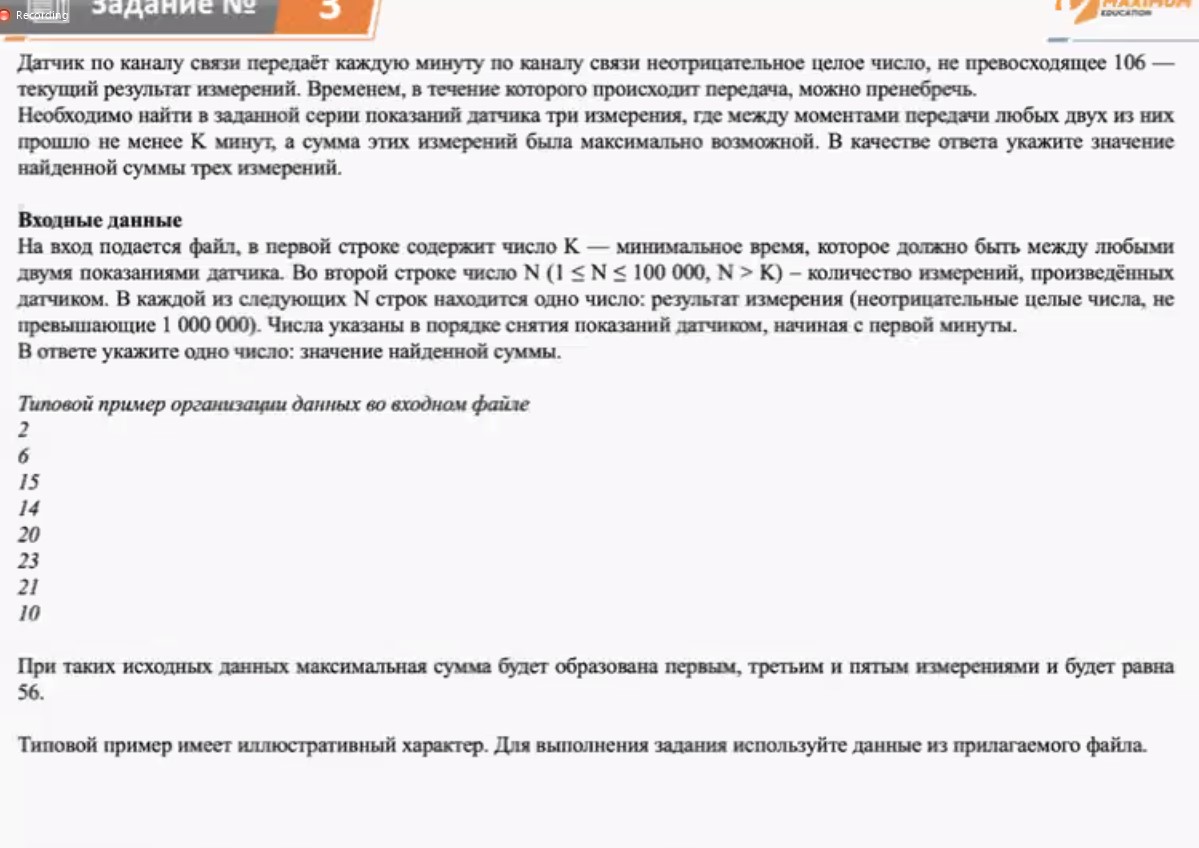 Recording
Задание №
3
MAXIMUM
EDUCATION
Датчик по каналу связи передаёт каждую минуту по каналу связи неотрицательное целое число, не превосходящее 106 —
текущий результат измерений. Временем, в течение которого происходит передача, можно пренебречь.
Необходимо найти в заданной серии показаний датчика три измерения, где между моментами передачи любых двух из них
прошло не менее K минут, а сумма этих измерений была максимально возможной. В качестве ответа укажите значение
найденной суммы трех измерений.
Входные данные
На вход подается файл, в первой строке содержит число K — минимальное время, которое должно быть между любыми
двумя показаниями датчика. Во второй строке число N (1 ≤ N ≤ 100 000, N > K) – количество измерений, произведённых
датчиком. В каждой из следующих N строк находится одно число: результат измерения (неотрицательные целые числа, не
превышающие 1 000 000). Числа указаны в порядке снятия показаний датчиком, начиная с первой минуты.
В ответе укажите одно число: значение найденной суммы.
Типовой пример организации данных во входном файле
2
6
15
14
20
23
21
10
При таких исходных данных максимальная сумма будет образована первым, третьим и пятым измерениями и будет равна
56.
Типовой пример имеет иллюстративный характер. Для выполнения задания используйте данные из прилагаемого файла.